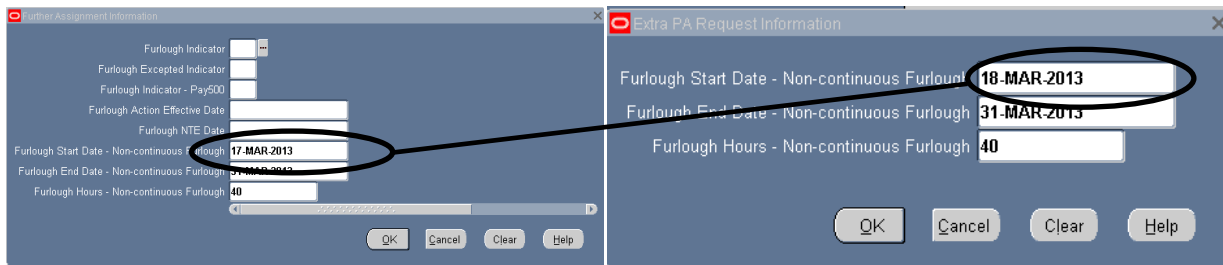 Further Assignment Information
Furlough Indicator
Furlough Excepted Indicator
Furlough Indicator - Pay500
Furlough Action Effective Date
Furlough NTE Date
Furlough Start Date - Non-continuous Furlough 17-MAR-2013
Furlough End Date - Non-continuous Furlough 31-MAR-2013
Furlough Hours - Non-continuous Furlough 40
OK Cancel Clear Help
Extra PA Request Information
Furlough Start Date - Non-continuous Furlough 18-MAR-2013
Furlough End Date - Non-continuous Furlough 31-MAR-2013
Furlough Hours - Non-continuous Furlough 40
OK Cancel Clear Help